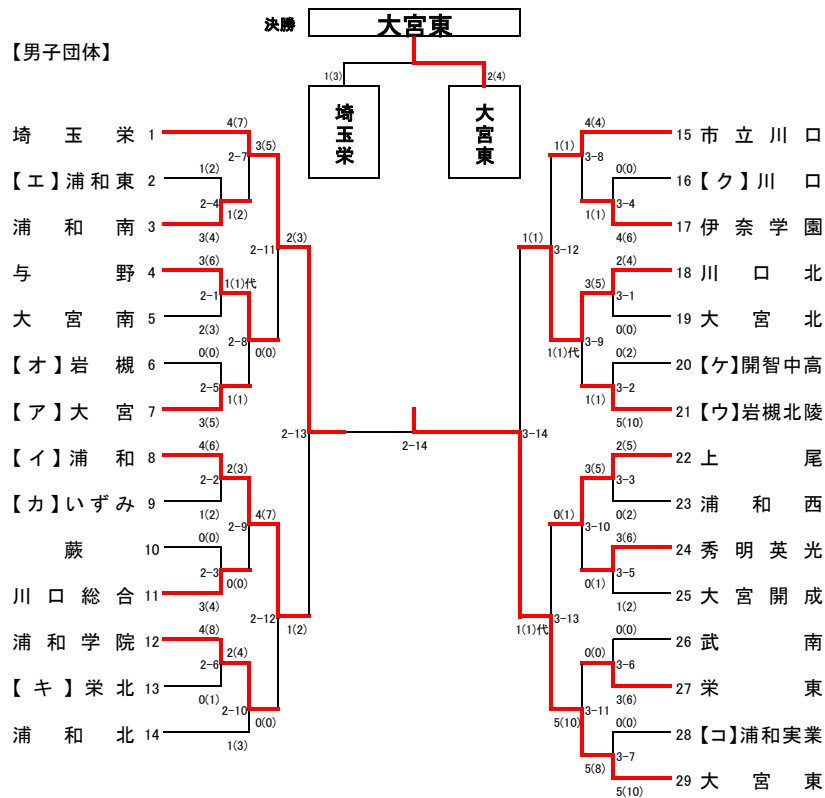 決勝 大宮東
【男子団体】
1(3) 2(4)
埼玉栄 大宮東
埼玉栄 1
【エ】浦和東 2
浦和南 3
与野 4
大宮南 5
【オ】岩槻 6
【ア】大宮 7
【イ】浦和 8
【カ】いずみ 9
蕨 10
川口総合 11
浦和学院 12
【キ】栄北 13
浦和北 14
4(7)
3(5)
2-7
1(2)
2-4
1(2)
3(4)
2-11
2(3)
3(6)
1(1)代
2-1
2(3)
2-8
0(0)
0(0)
2-5
1(1)
3(5)
2-13
4(6)
2(3)
2-2
1(2)
2-9
4(7)
0(0)
2-3
0(0)
3(4)
2-12
1(2)
4(8)
2(4)
2-6
0(1)
2-10
0(0)
1(3)
2-14
15 市立川口
16 【ク】川口
17 伊奈学園
18 川口北
19 大宮北
20 【ケ】開智中高
21 【ウ】岩槻北陵
22 上尾
23 浦和西
24 秀明英光
25 大宮開成
26 武南
27 栄東
28 【コ】浦和実業
29 大宮東
4(4)
1(1)
3-8
0(0)
3-4
1(1)
4(6)
1(1)
3-12
2(4)
3(5)
3-1
0(0)
3-9
1(1)代
0(2)
3-2
1(1)
5(10)
3-14
2(5)
3(5)
3-3
0(2)
0(1)
3-10
3(6)
0(1)
3-5
1(2)
3-13
1(1)代
0(0)
0(0)
3-6
3(6)
3-11
5(10)
0(0)
3-7
5(8)
5(10)